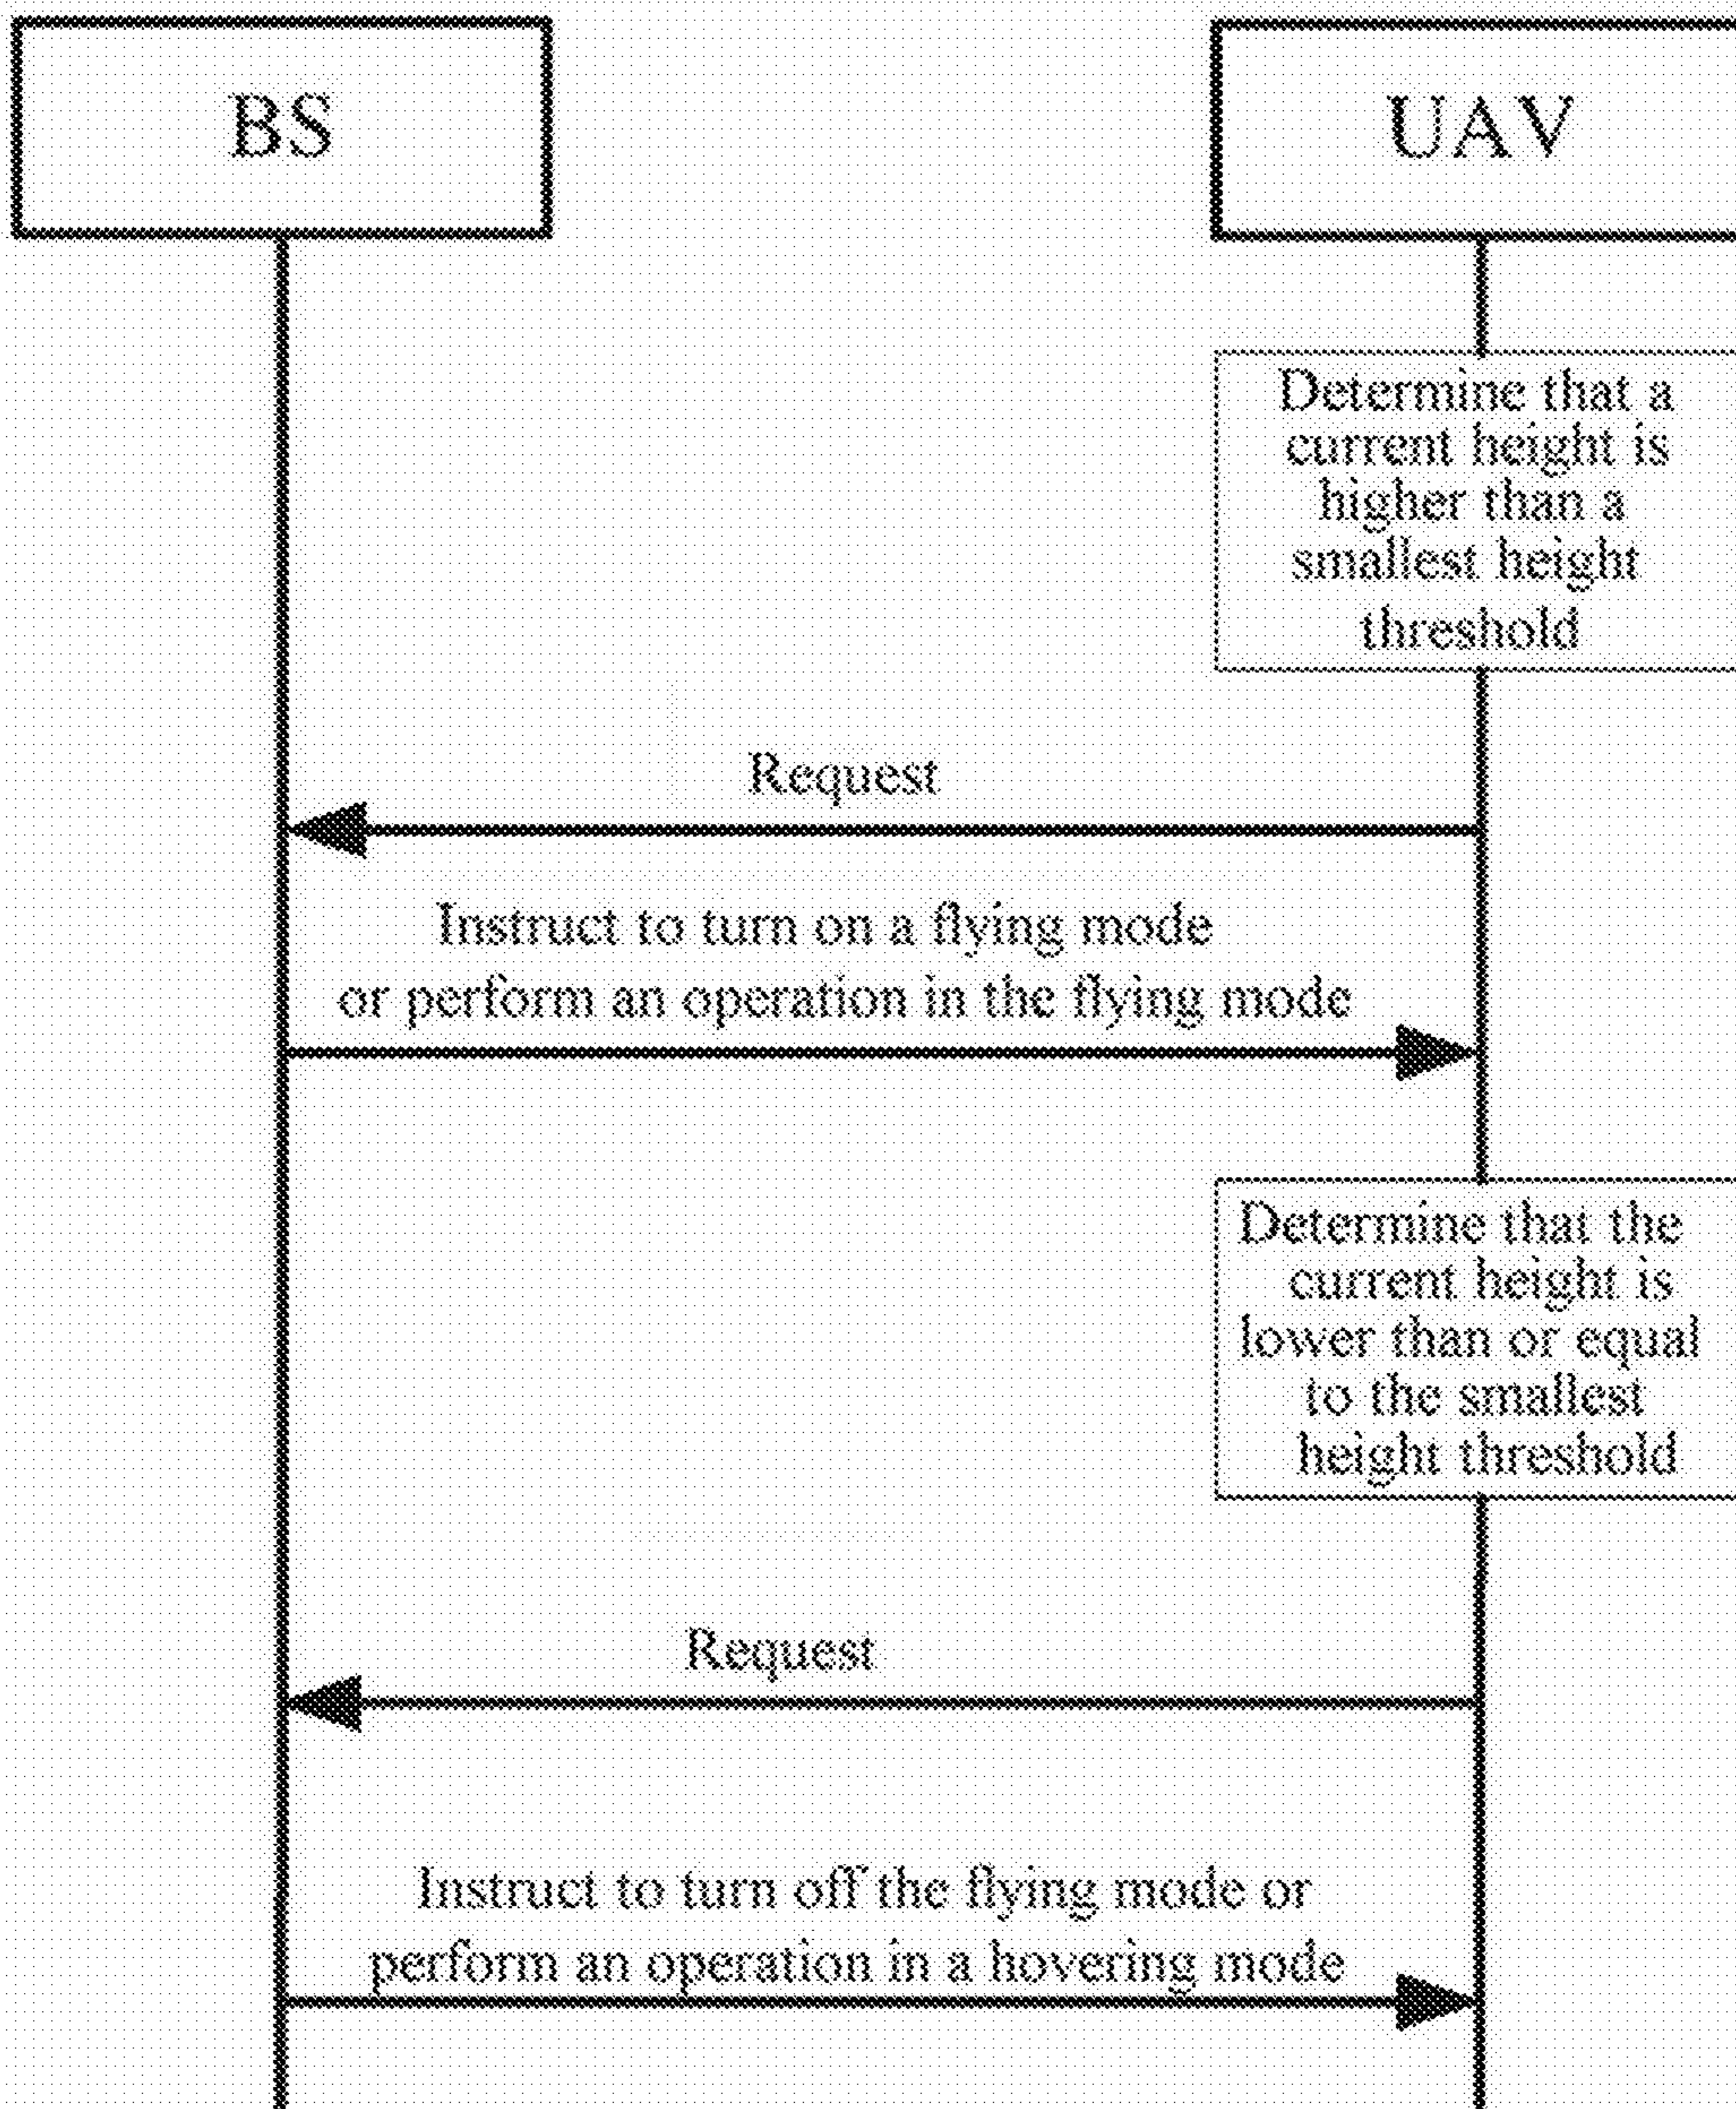 BS
UAV
Determine that a
current height is
higher than a
smallest height
threshold
Request
Instruct to turn on a flying mode
or perform an operation in the flying mode
Determine that the
current height is
lower than or equal
to the smallest
height threshold
Request
Instruct to turn off the flying mode or
perform an operation in a hovering mode